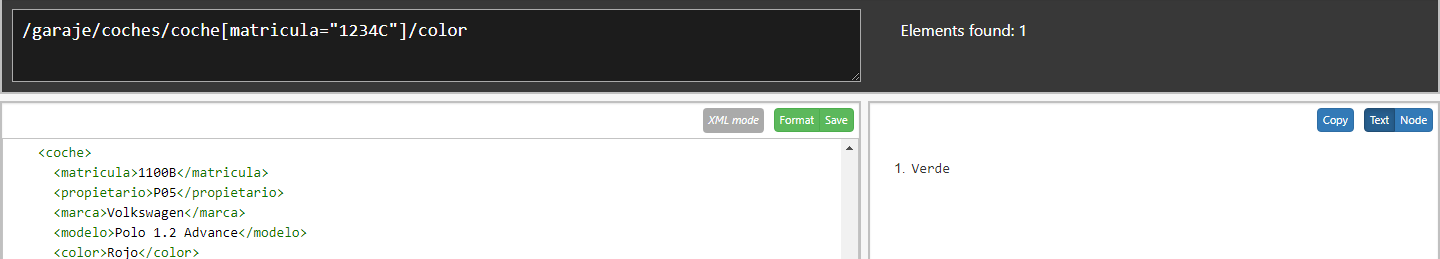 /garaje/coches/coche[matricula="1234C"]/color
Elements found: 1
XML mode
Format
Save
Copy
Text
Node
<coche>
<matricula>1100B</matricula>
<propietario>P05</propietario>
<marca>Volkswagen</marca>
<modelo>Polo 1.2 Advance</modelo>
<color>Rojo</color>
1. Verde